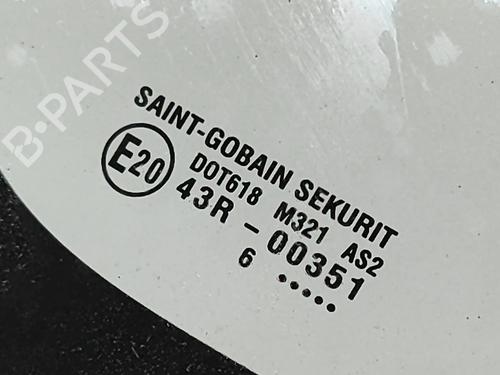 B-PARTS
SAINT-GOBAIN SEKURIT
E20
DOT618 M321 AS2
43R-00351
6 .....